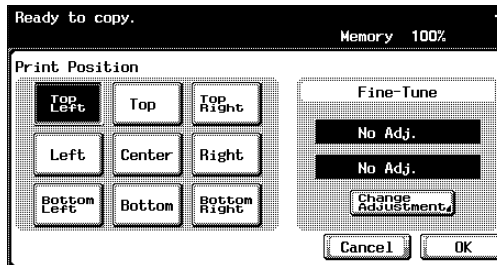 Ready to copy.
Memory 100%
Print Position
Top Left
Top
Top Right
Left
Center
Right
Bottom Left
Bottom
Bottom Right
Fine-Tune
No Adj.
No Adj.
Change Adjustment
Cancel
OK